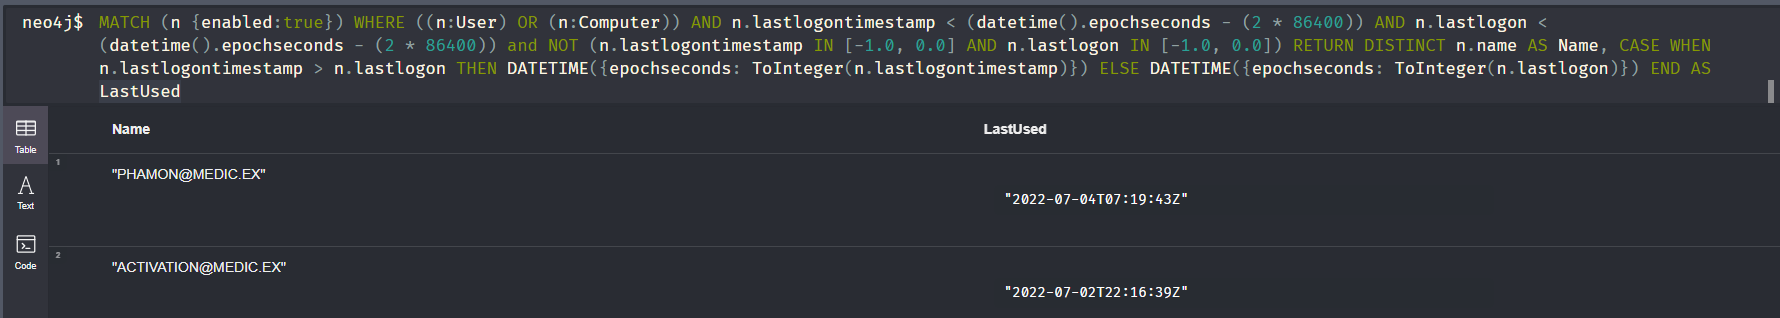 neo4j$ MATCH (n {enabled:true}) WHERE ((n:User) OR (n:Computer)) AND n.lastlogontimestamp < (datetime().epochseconds - (2 * 86400)) AND n.lastlogon <
(datetime().epochseconds - (2 * 86400)) and NOT (n.lastlogontimestamp IN [-1.0, 0.0] AND n.lastlogon IN [-1.0, 0.0]) RETURN DISTINCT n.name AS Name, CASE WHEN
n.lastlogontimestamp > n.lastlogon THEN DATETIME({epochseconds: ToInteger(n.lastlogontimestamp)}) ELSE DATETIME({epochseconds: ToInteger(n.lastlogon)}) END AS
LastUsed
Table
Text
Code
Name LastUsed
1
"PHAMON@MEDIC.EX"
"2022-07-04T07:19:43Z"
2
"ACTIVATION@MEDIC.EX"
"2022-07-02T22:16:39Z"